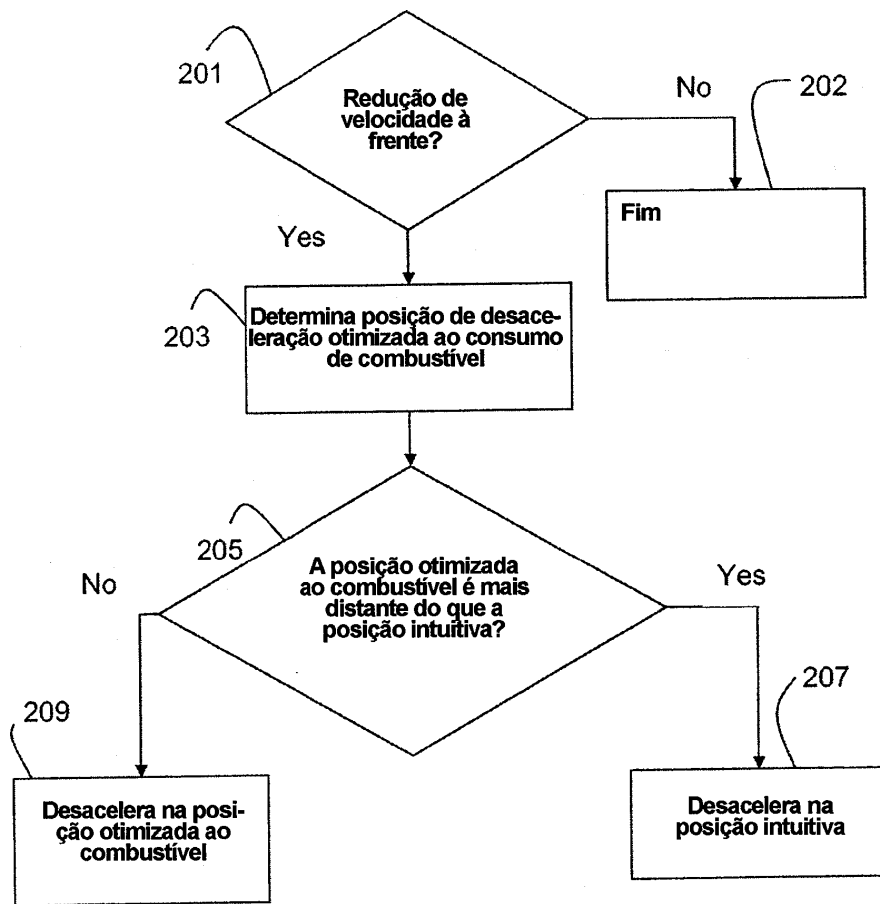 201
Redução de
velocidade à
frente?
No
202
Fim
Yes
203
Determina posição de desace-
leração otimizada ao consumo
de combustível
205
A posição otimizada
ao combustível é mais
distante do que a
posição intuitiva?
No
Yes
209
207
Desacelera na posi-
ção otimizada ao
combustível
Desacelera na
posição intuitiva